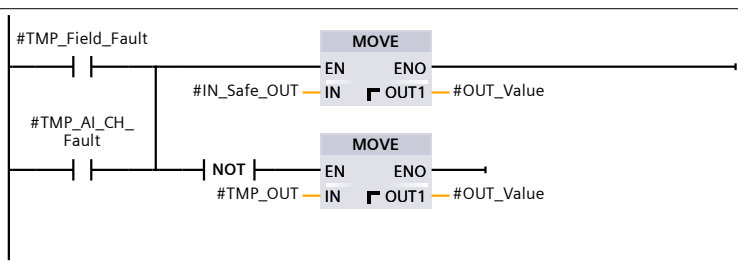 #TMP_Field_Fault
MOVE
EN ENO
#IN_Safe_OUT IN OUT1 #OUT_Value
#TMP_AI_CH_
Fault
MOVE
NOT EN ENO
#TMP_OUT IN OUT1 #OUT_Value